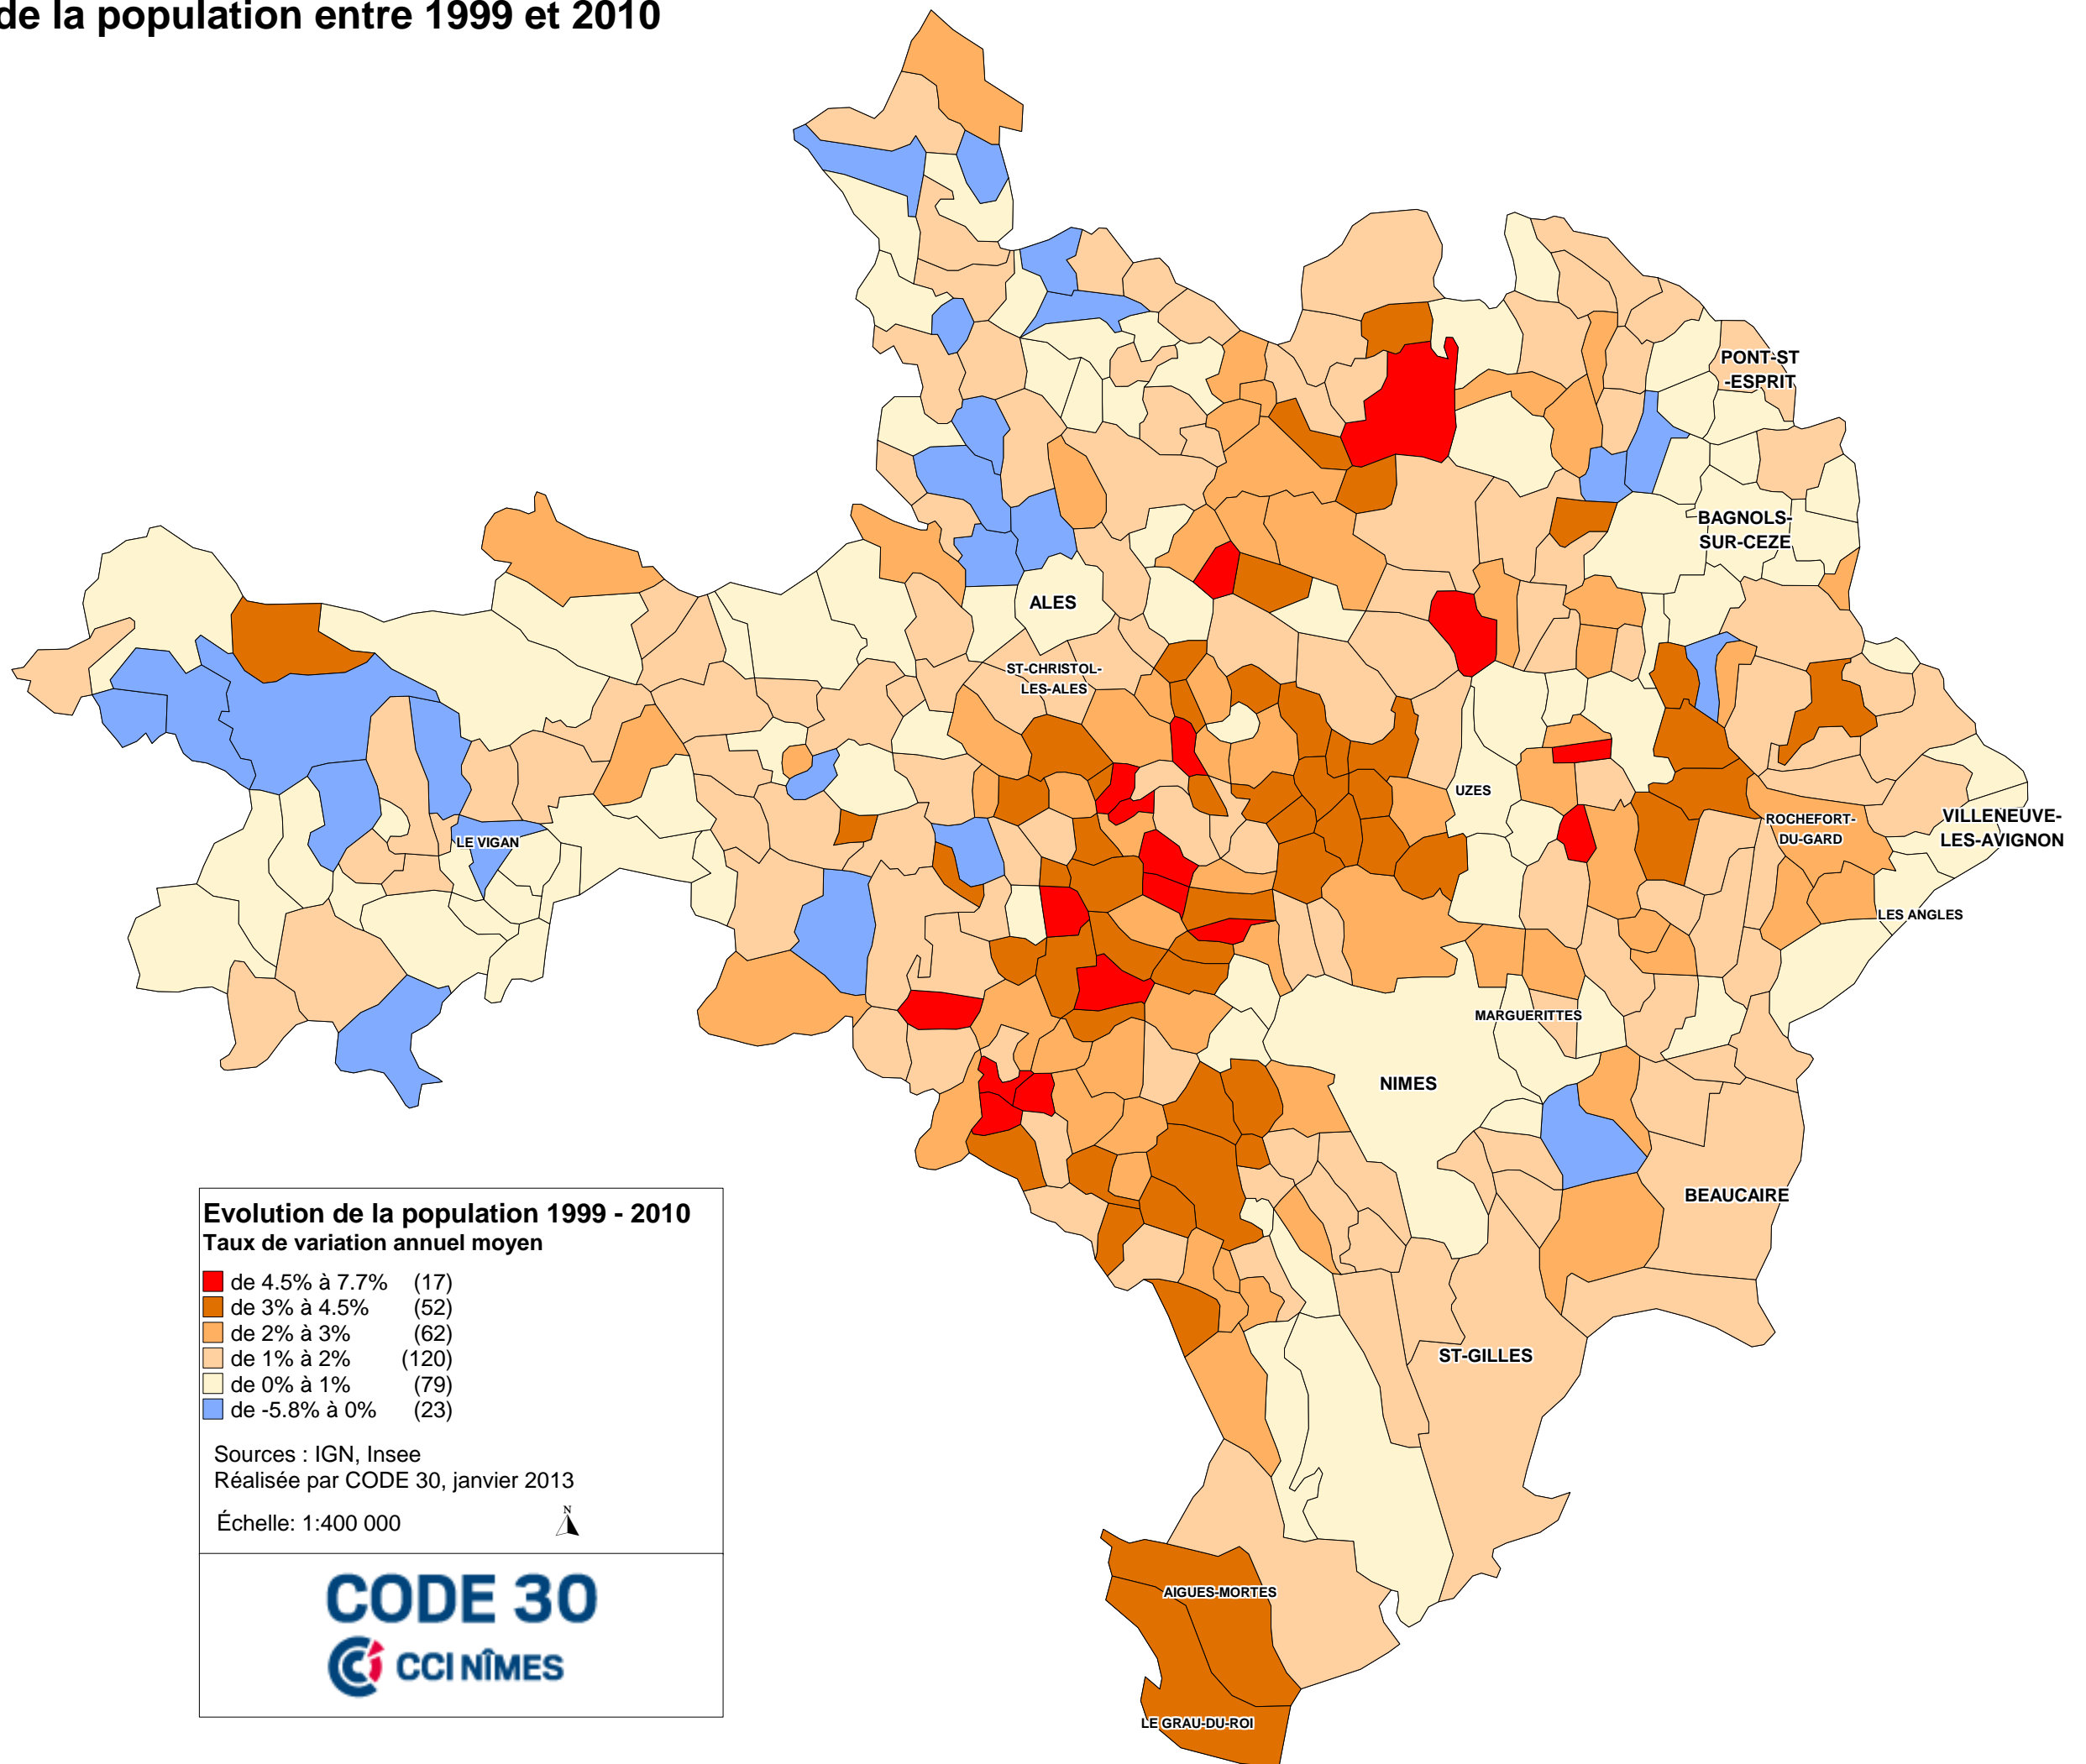 de la population entre 1999 et 2010
PONT-ST
-ESPRIT
BAGNOLS-
SUR-CEZE
ALES
ST-CHRISTOL-
LES-ALES
UZES
LE VIGAN
ROCHEFORT-
DU-GARD
VILLENEUVE-
LES-AVIGNON
LES ANGLES
MARGUERITTES
NIMES
BEAUCAIRE
ST-GILLES
AIGUES-MORTES
LE GRAU-DU-ROI
Evolution de la population 1999 - 2010
Taux de variation annuel moyen
de 4.5% à 7.7% (17)
de 3% à 4.5% (52)
de 2% à 3% (62)
de 1% à 2% (120)
de 0% à 1% (79)
de -5.8% à 0% (23)
Sources : IGN, Insee
Réalisée par CODE 30, janvier 2013
Échelle: 1:400 000
N
CODE 30
CCI NÎMES